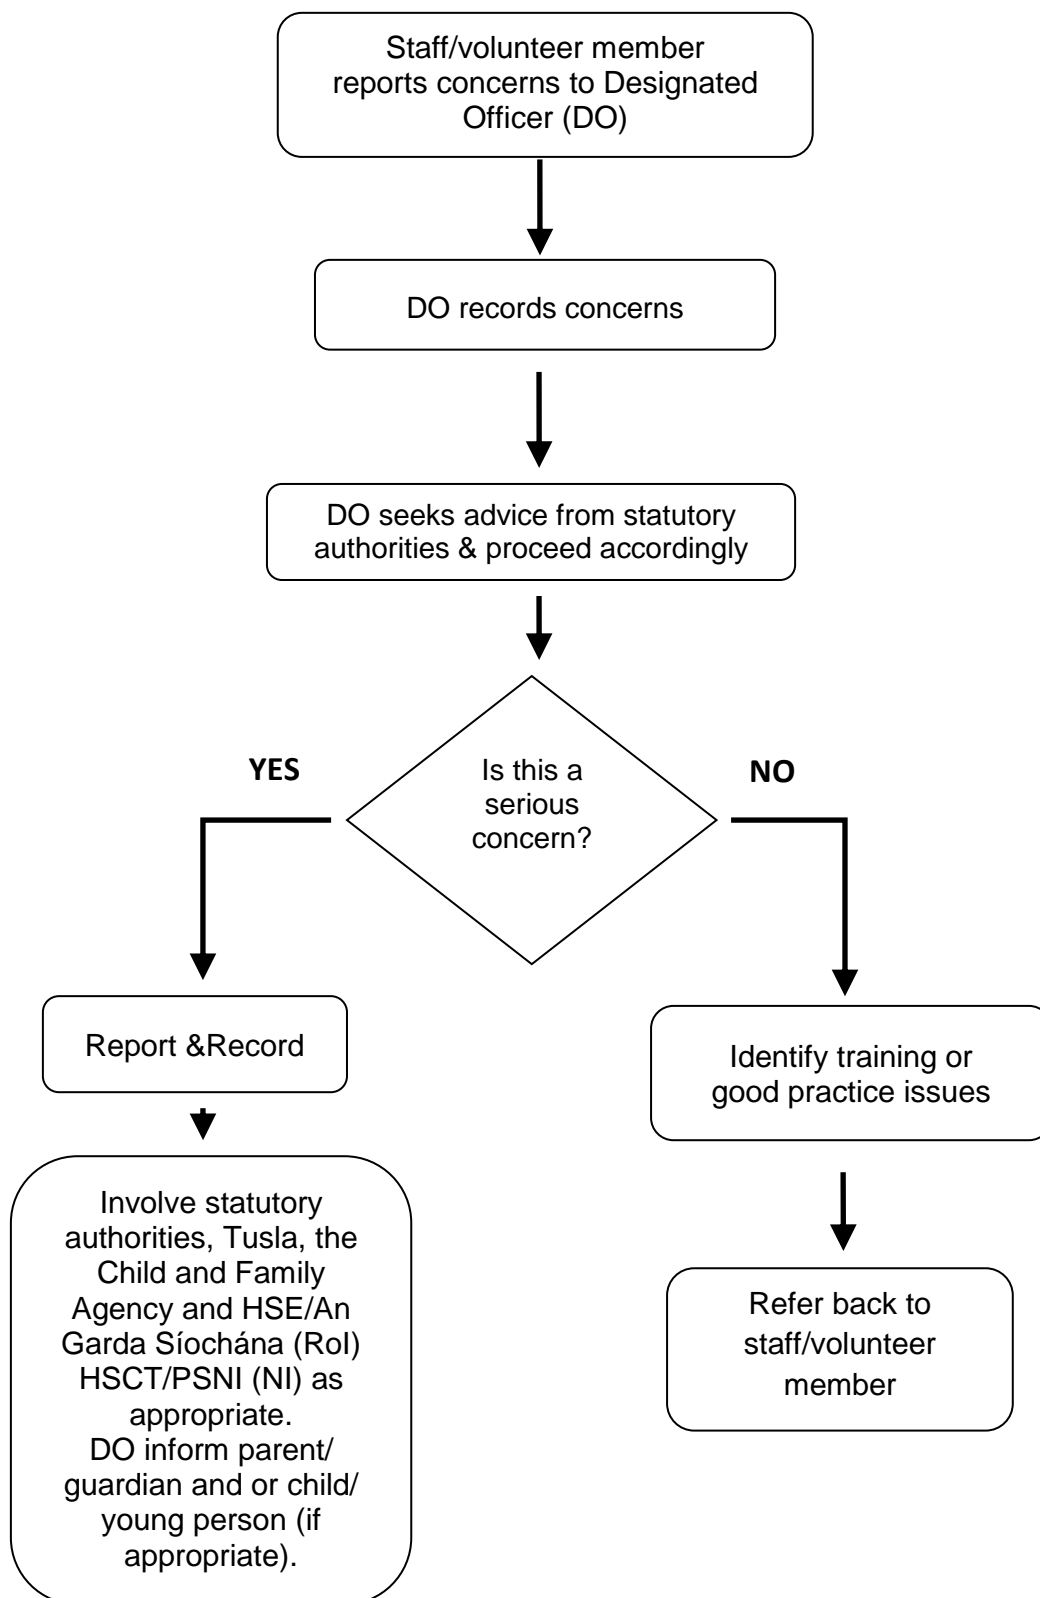 Staff/volunteer member
reports concerns to Designated
Officer (DO)
DO records concerns
DO seeks advice from statutory
authorities & proceed accordingly
YES
Is this a
serious
concern?
NO
Report &Record
Identify training or
good practice issues
Involve statutory
authorities, Tusla, the
Child and Family
Agency and HSE/An
Garda Síochána (RoI)
HSCT/PSNI (NI) as
appropriate.
DO inform parent/
guardian and or child/
young person (if
appropriate).
Refer back to
staff/volunteer
member